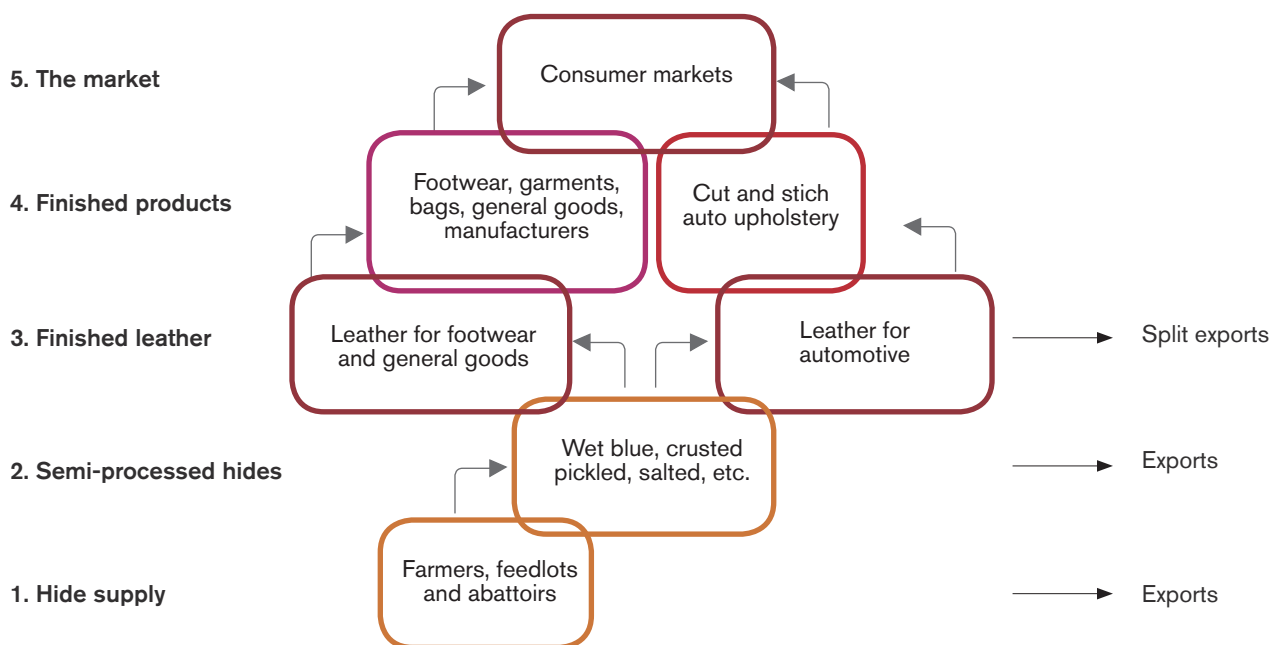 5. The market
Consumer markets
4. Finished products
Footwear, garments,
bags, general goods,
manufacturers
Cut and stich
auto upholstery
3. Finished leather
Leather for footwear
and general goods
Leather for
automotive
Split exports
2. Semi-processed hides
Wet blue, crusted
pickled, salted, etc.
Exports
1. Hide supply
Farmers, feedlots
and abattoirs
Exports